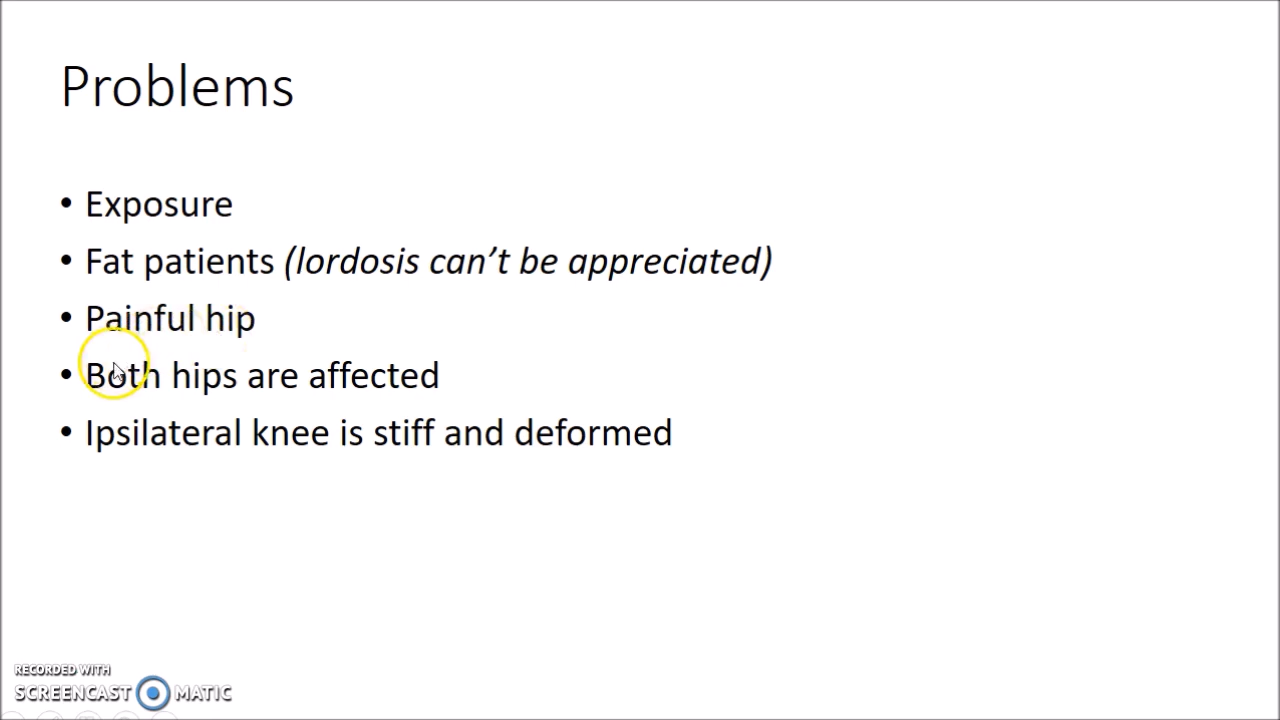 Problems
• Exposure
• Fat patients (lordosis can’t be appreciated)
• Painful hip
• Both hips are affected
• Ipsilateral knee is stiff and deformed
RECORDED WITH
SCREENCAST MATIC